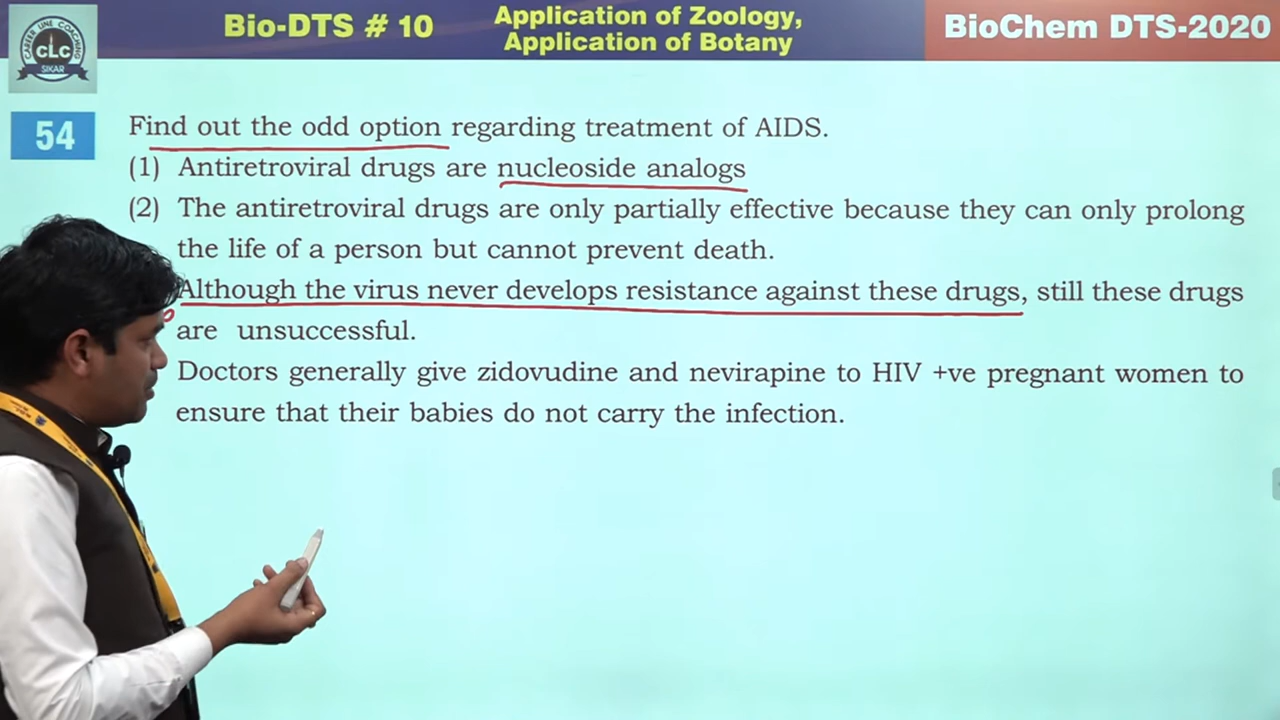 Bio-DTS # 10
Application of Zoology,
Application of Botany
BioChem DTS-2020
CAREER LINE COACHING
CLC
SIKAR
54
Find out the odd option regarding treatment of AIDS.
(1) Antiretroviral drugs are nucleoside analogs
(2) The antiretroviral drugs are only partially effective because they can only prolong
the life of a person but cannot prevent death.
Although the virus never develops resistance against these drugs, still these drugs
are unsuccessful.
Doctors generally give zidovudine and nevirapine to HIV +ve pregnant women to
ensure that their babies do not carry the infection.